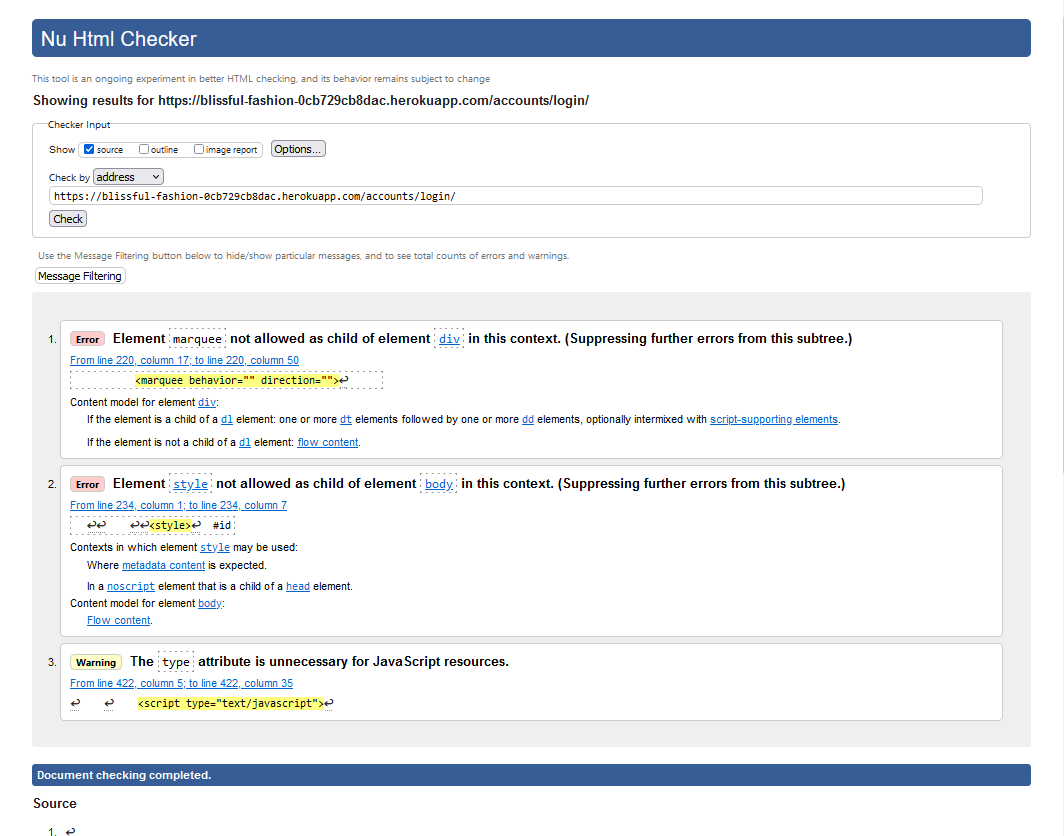 Nu Html Checker
This tool is an ongoing experiment in better HTML checking, and its behavior remains subject to change
Showing results for https://blissful-fashion-0cb729cb8dac.herokuapp.com/accounts/login/
Checker Input
Show source outline image report Options...
Check by address
https://blissful-fashion-0cb729cb8dac.herokuapp.com/accounts/login/
Check
Use the Message Filtering button below to hide/show particular messages, and to see total counts of errors and warnings.
Message Filtering
1. Error Element marquee not allowed as child of element div in this context. (Suppressing further errors from this subtree.)
From line 220, column 17; to line 220, column 50
<marquee behavior="" direction="">↩
Content model for element div:
If the element is a child of a dl element: one or more dt elements followed by one or more dd elements, optionally intermixed with script-supporting elements.
If the element is not a child of a dl element: flow content.
2. Error Element style not allowed as child of element body in this context. (Suppressing further errors from this subtree.)
From line 234, column 1; to line 234, column 7
↩↩    ↩↩<style>↩  #id
Contexts in which element style may be used:
Where metadata content is expected.
In a noscript element that is a child of a head element.
Content model for element body:
Flow content.
3. Warning The type attribute is unnecessary for JavaScript resources.
From line 422, column 5; to line 422, column 35
↩    ↩    <script type="text/javascript">↩
Document checking completed.
Source
1. ↩